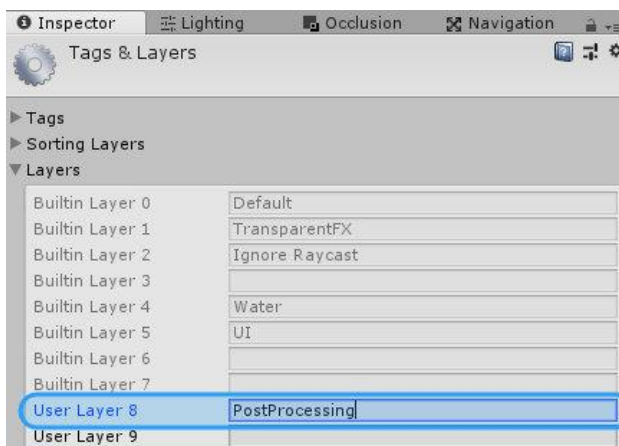 Inspector Lighting Occlusion Navigation
Tags & Layers
Tags
Sorting Layers
Layers
Builtin Layer 0 Default
Builtin Layer 1 TransparentFX
Builtin Layer 2 Ignore Raycast
Builtin Layer 3
Builtin Layer 4 Water
Builtin Layer 5 UI
Builtin Layer 6
Builtin Layer 7
User Layer 8 PostProcessing
User Layer 9